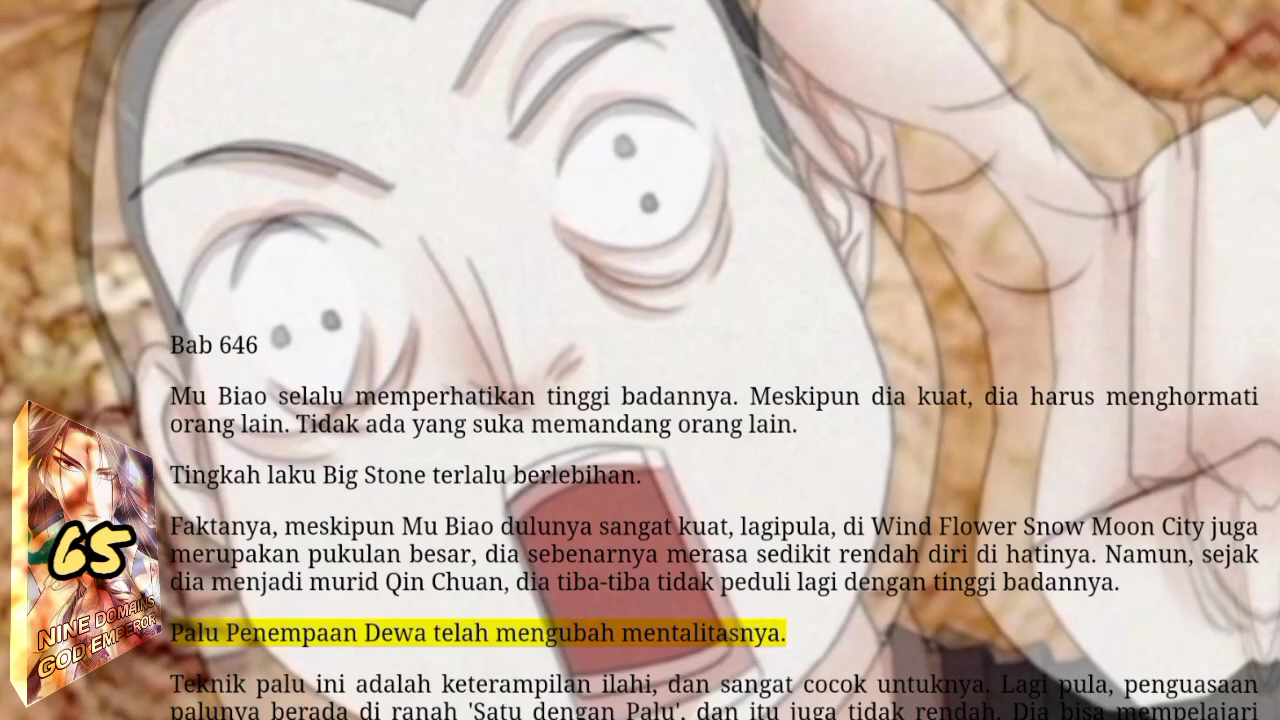 Bab 646
Mu Biao selalu memperhatikan tinggi badannya. Meskipun dia kuat, dia harus menghormati
orang lain. Tidak ada yang suka memandang orang lain.
Tingkah laku Big Stone terlalu berlebihan.
Faktanya, meskipun Mu Biao dulunya sangat kuat, lagipula, di Wind Flower Snow Moon City juga
merupakan pukulan besar, dia sebenarnya merasa sedikit rendah diri di hatinya. Namun, sejak
dia menjadi murid Qin Chuan, dia tiba-tiba tidak peduli lagi dengan tinggi badannya.
Palu Penempaan Dewa telah mengubah mentalitasnya.
Teknik palu ini adalah keterampilan ilahi, dan sangat cocok untuknya. Lagi pula, penguasaan
palunya berada di ranah 'Satu dengan Palu', dan itu juga tidak rendah. Dia bisa mempelajari
65
NINE DOMAINS
GOD EMPEROR